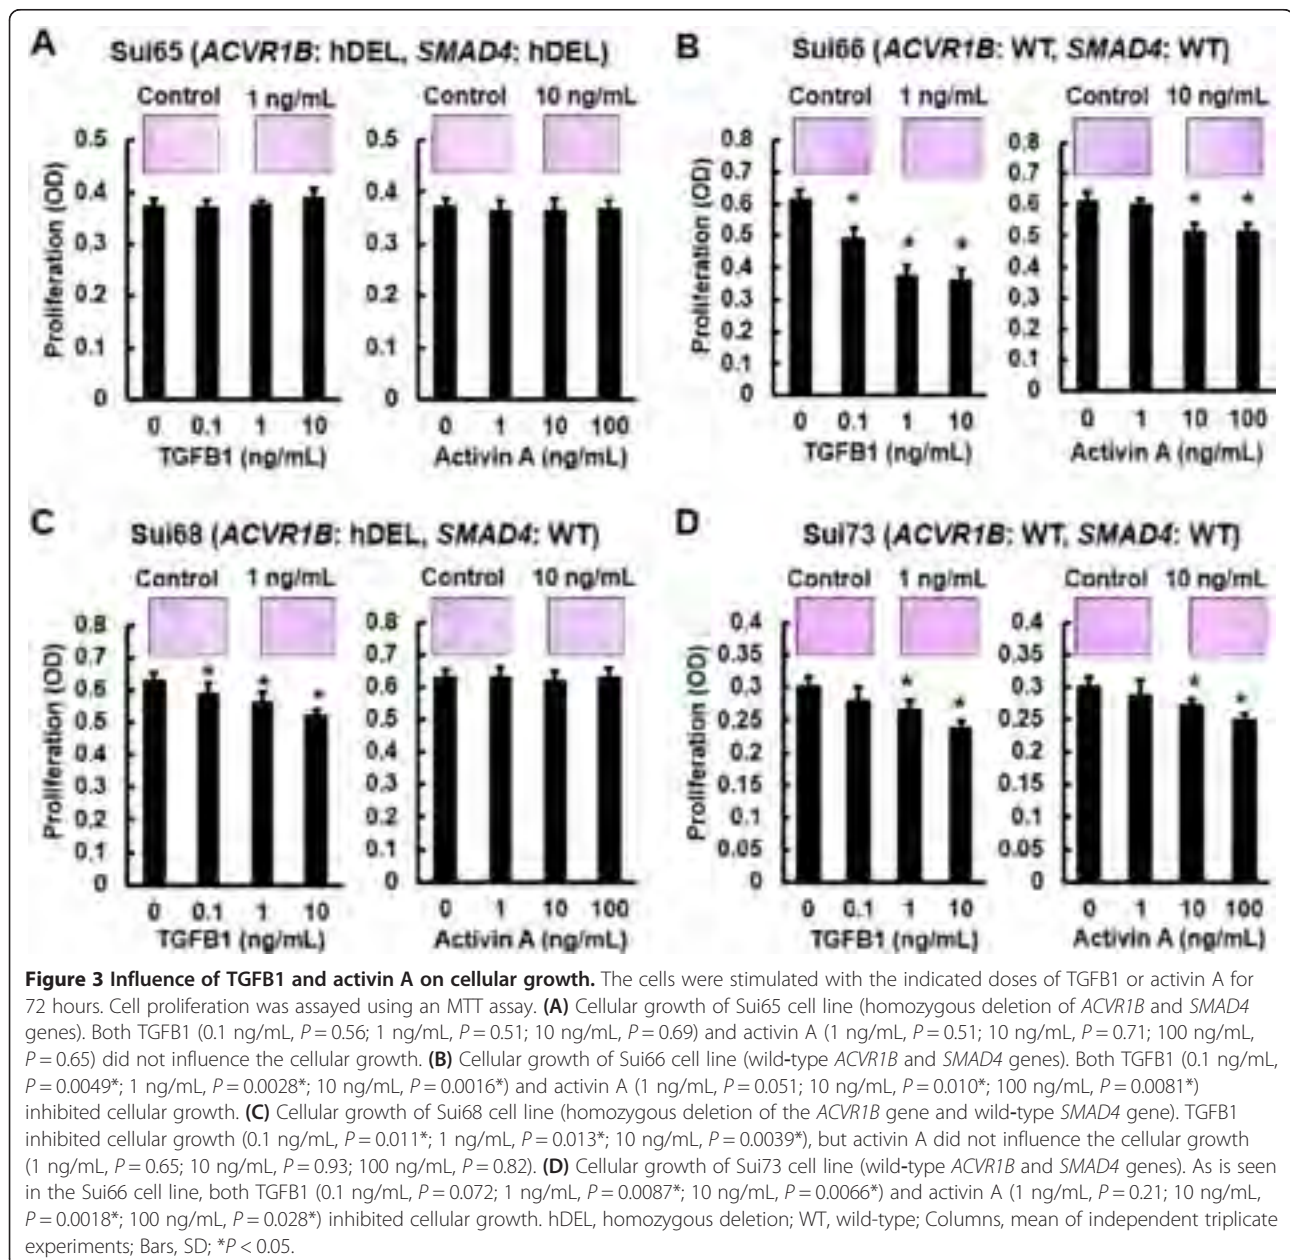 A Sui65 (ACVR1B: hDEL, SMAD4: hDEL)
Control 1 ng/mL Control 10 ng/mL
Proliferation (OD)
0.5
0.4
0.3
0.2
0.1
0
0.5
0.4
0.3
0.2
0.1
0
0 0.1 1 10 0 1 10 100
TGFB1 (ng/mL) Activin A (ng/mL)
B Sui66 (ACVR1B: WT, SMAD4: WT)
Control 1 ng/mL Control 10 ng/mL
Proliferation (OD)
0.8
0.7
0.6
0.5
0.4
0.3
0.2
0.1
0
* * *
0.8
0.7
0.6
0.5
0.4
0.3
0.2
0.1
0
* *
0 0.1 1 10 0 1 10 100
TGFB1 (ng/mL) Activin A (ng/mL)
C Sui68 (ACVR1B: hDEL, SMAD4: WT)
Control 1 ng/mL Control 10 ng/mL
Proliferation (OD)
0.8
0.7
0.6
0.5
0.4
0.3
0.2
0.1
0
* * *
0.8
0.7
0.6
0.5
0.4
0.3
0.2
0.1
0
0 0.1 1 10 0 1 10 100
TGFB1 (ng/mL) Activin A (ng/mL)
D Sui73 (ACVR1B: WT, SMAD4: WT)
Control 1 ng/mL Control 10 ng/mL
Proliferation (OD)
0.4
0.35
0.3
0.25
0.2
0.15
0.1
0.05
0
* *
0.4
0.35
0.3
0.25
0.2
0.15
0.1
0.05
0
* *
0 0.1 1 10 0 1 10 100
TGFB1 (ng/mL) Activin A (ng/mL)
Figure 3 Influence of TGFB1 and activin A on cellular growth. The cells were stimulated with the indicated doses of TGFB1 or activin A for
72 hours. Cell proliferation was assayed using an MTT assay. (A) Cellular growth of Sui65 cell line (homozygous deletion of ACVR1B and SMAD4
genes). Both TGFB1 (0.1 ng/mL, P = 0.56; 1 ng/mL, P = 0.51; 10 ng/mL, P = 0.69) and activin A (1 ng/mL, P = 0.51; 10 ng/mL, P = 0.71; 100 ng/mL,
P = 0.65) did not influence the cellular growth. (B) Cellular growth of Sui66 cell line (wild-type ACVR1B and SMAD4 genes). Both TGFB1 (0.1 ng/mL,
P = 0.0049*; 1 ng/mL, P = 0.0028*; 10 ng/mL, P = 0.0016*) and activin A (1 ng/mL, P = 0.051; 10 ng/mL, P = 0.010*; 100 ng/mL, P = 0.0081*)
inhibited cellular growth. (C) Cellular growth of Sui68 cell line (homozygous deletion of the ACVR1B gene and wild-type SMAD4 gene). TGFB1
inhibited cellular growth (0.1 ng/mL, P = 0.011*; 1 ng/mL, P = 0.013*; 10 ng/mL, P = 0.0039*), but activin A did not influence the cellular growth
(1 ng/mL, P = 0.65; 10 ng/mL, P = 0.93; 100 ng/mL, P = 0.82). (D) Cellular growth of Sui73 cell line (wild-type ACVR1B and SMAD4 genes). As is seen
in the Sui66 cell line, both TGFB1 (0.1 ng/mL, P = 0.072; 1 ng/mL, P = 0.0087*; 10 ng/mL, P = 0.0066*) and activin A (1 ng/mL, P = 0.21; 10 ng/mL,
P = 0.0018*; 100 ng/mL, P = 0.028*) inhibited cellular growth. hDEL, homozygous deletion; WT, wild-type; Columns, mean of independent triplicate
experiments; Bars, SD; *P < 0.05.